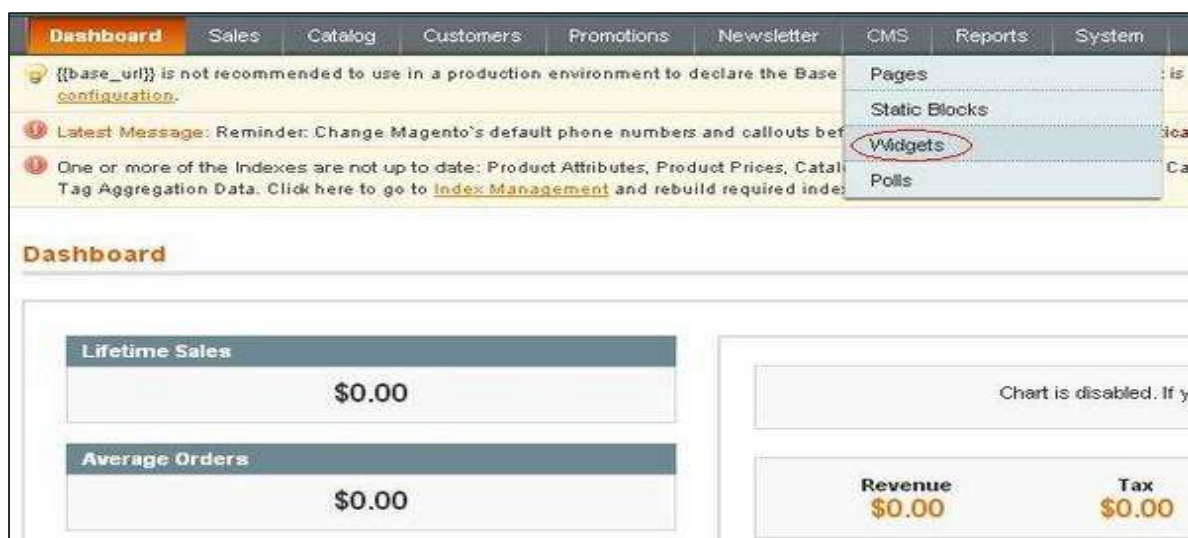 Dashboard Sales Catalog Customers Promotions Newsletter CMS Reports System
{{base_url}} is not recommended to use in a production environment to declare the Base : is
configuration.
Latest Message: Reminder: Change Magento's default phone numbers and callouts bef
One or more of the Indexes are not up to date: Product Attributes, Product Prices, Catal Ca
Tag Aggregation Data. Click here to go to Index Management and rebuild required inde
Pages
Static Blocks
Widgets
Polls
Dashboard
Lifetime Sales
$0.00
Average Orders
$0.00
Chart is disabled. If y
Revenue Tax
$0.00 $0.00